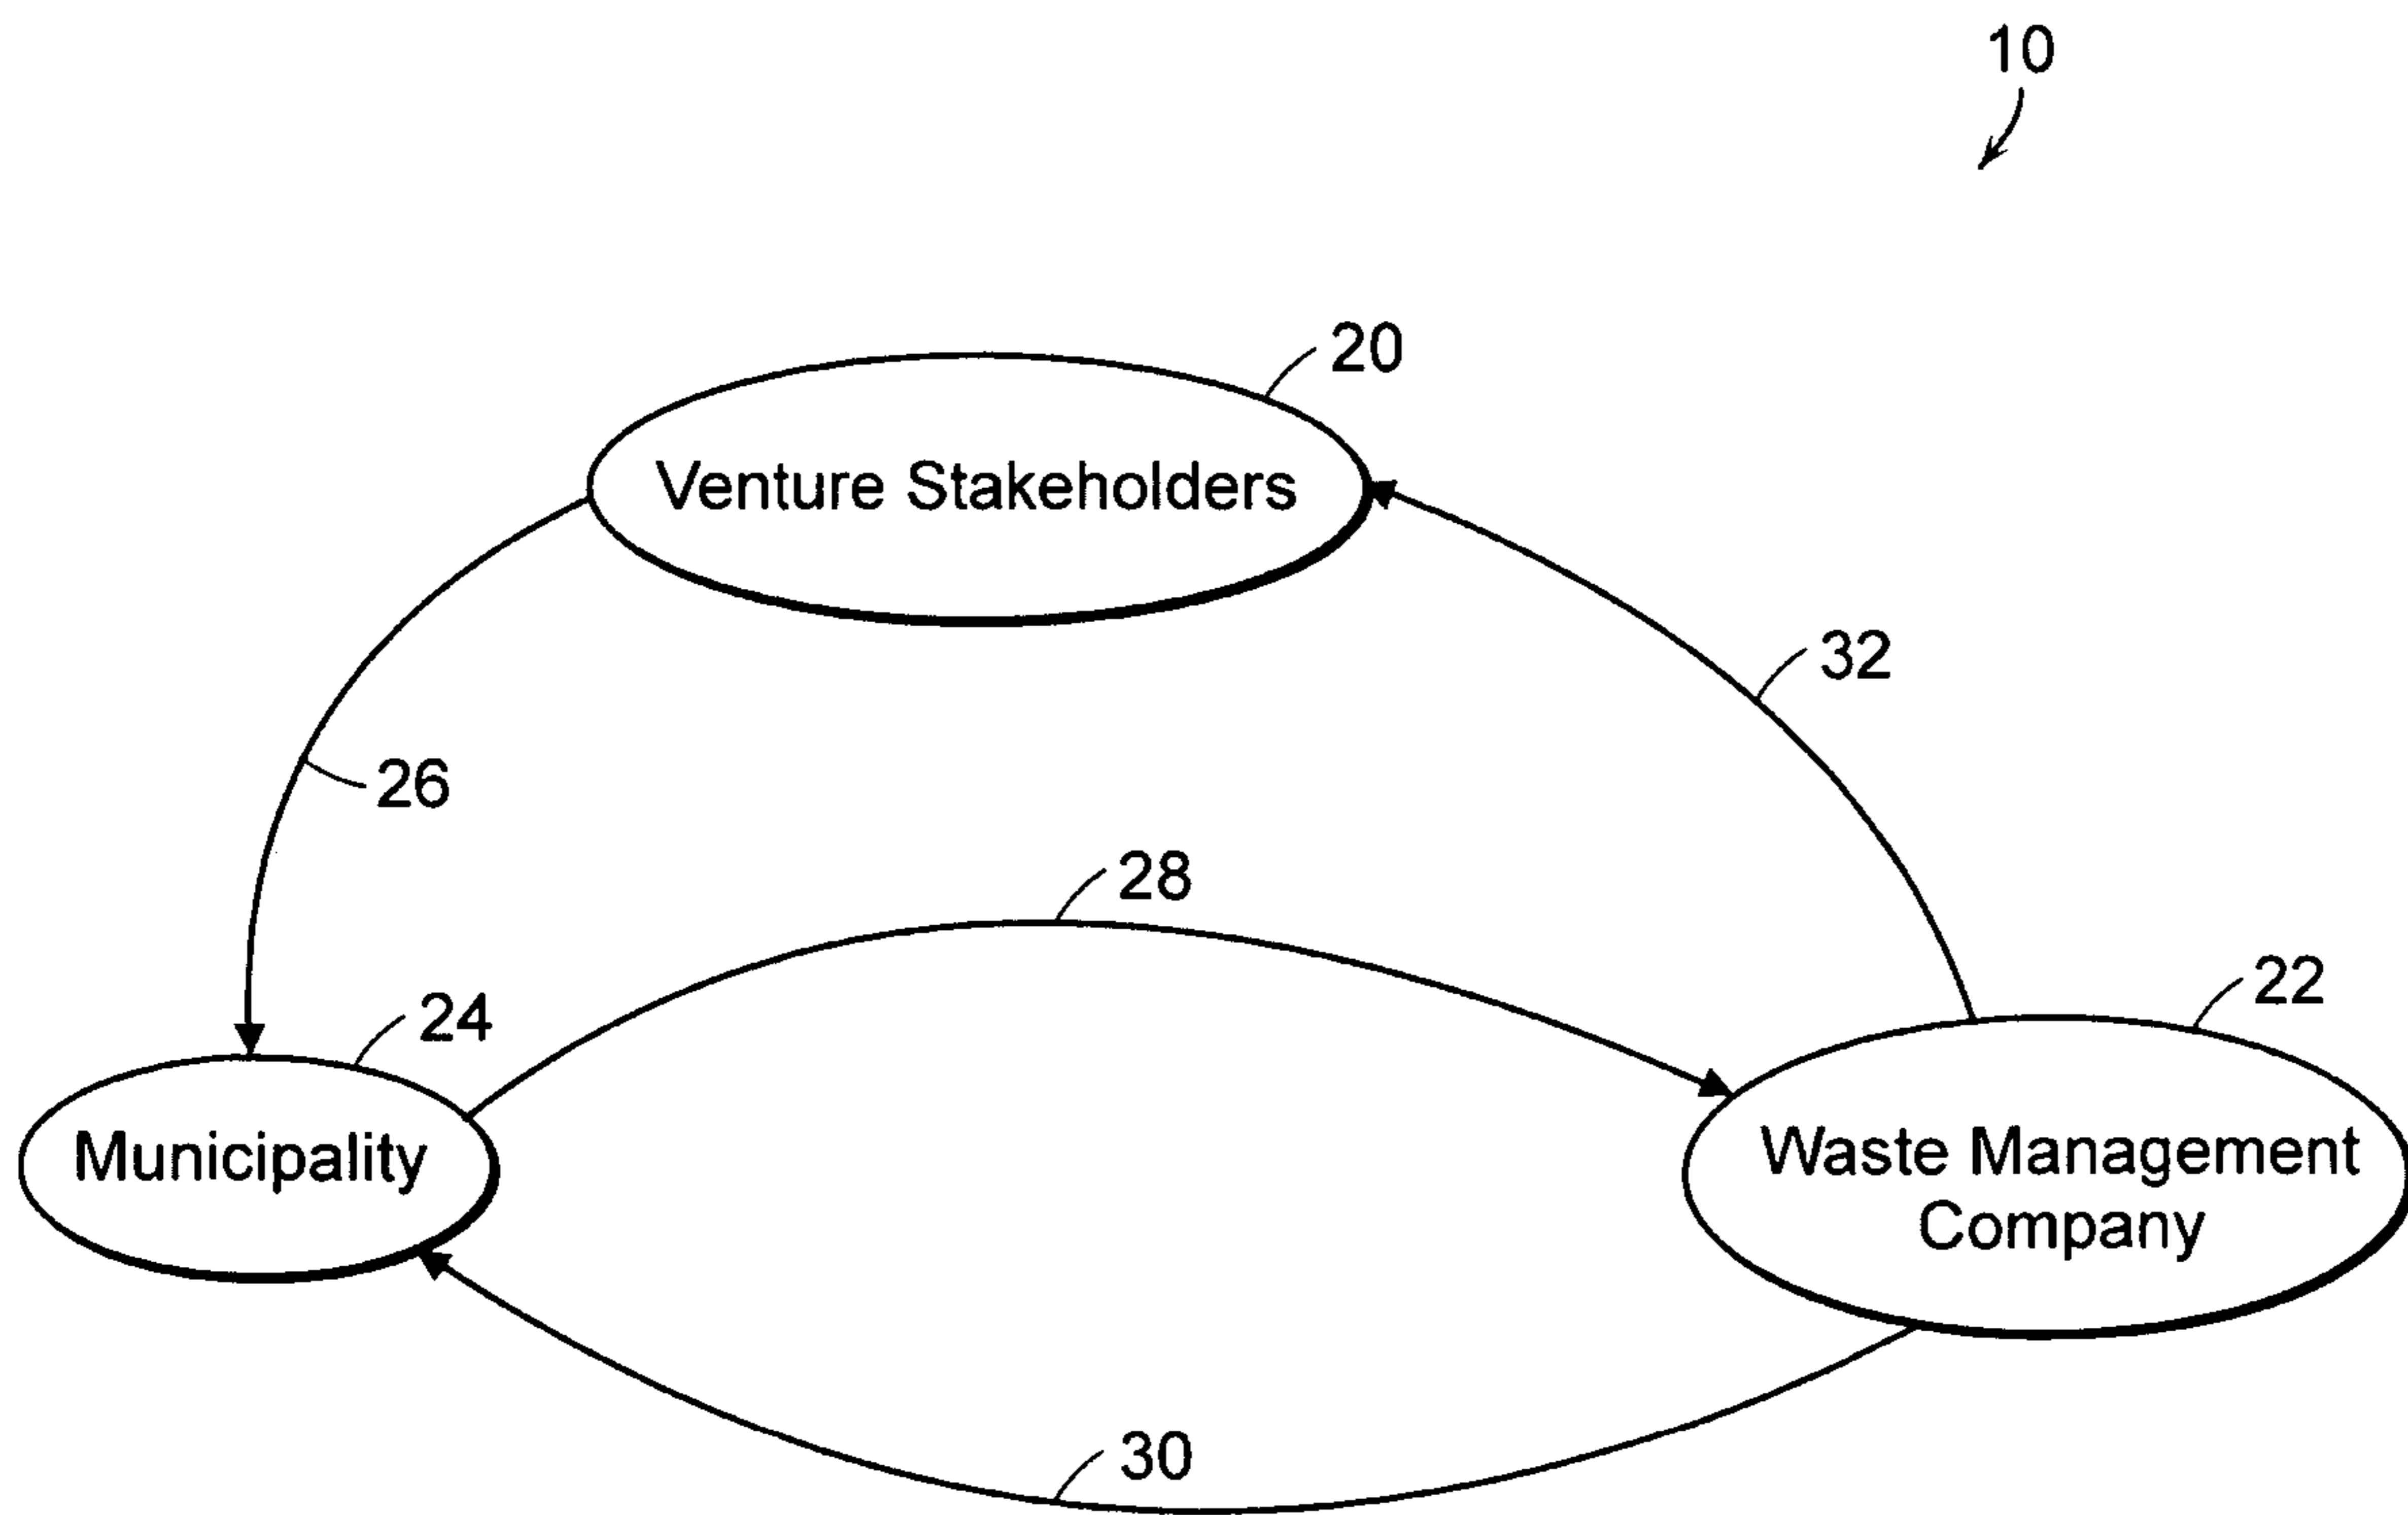 10
20
Venture Stakeholders
32
26
28
22
24
Municipality
Waste Management
Company
30